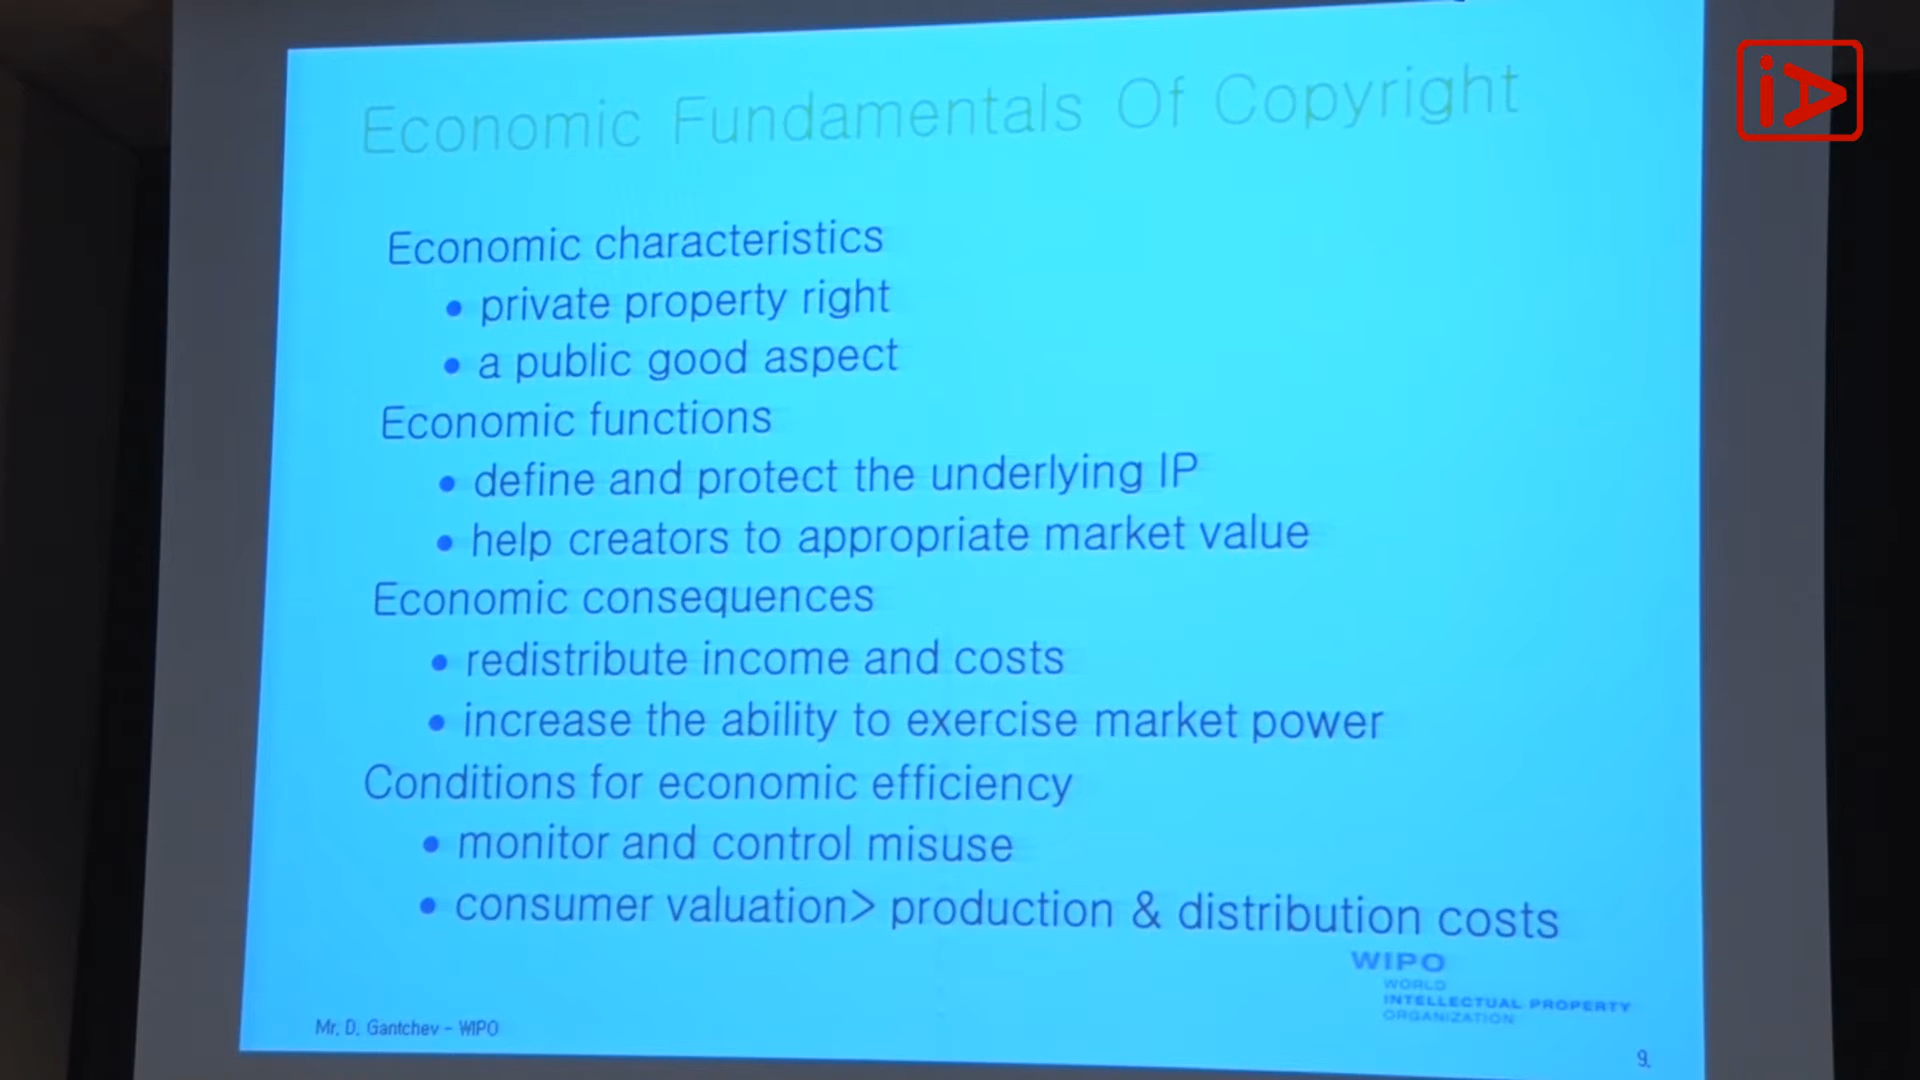 Economic Fundamentals Of Copyright
Economic characteristics
• private property right
• a public good aspect
Economic functions
• define and protect the underlying IP
• help creators to appropriate market value
Economic consequences
• redistribute income and costs
• increase the ability to exercise market power
Conditions for economic efficiency
• monitor and control misuse
• consumer valuation> production & distribution costs
WIPO
WORLD
INTELLECTUAL PROPERTY
ORGANIZATION
Mr. D. Gantchev - WIPO
9.
iA